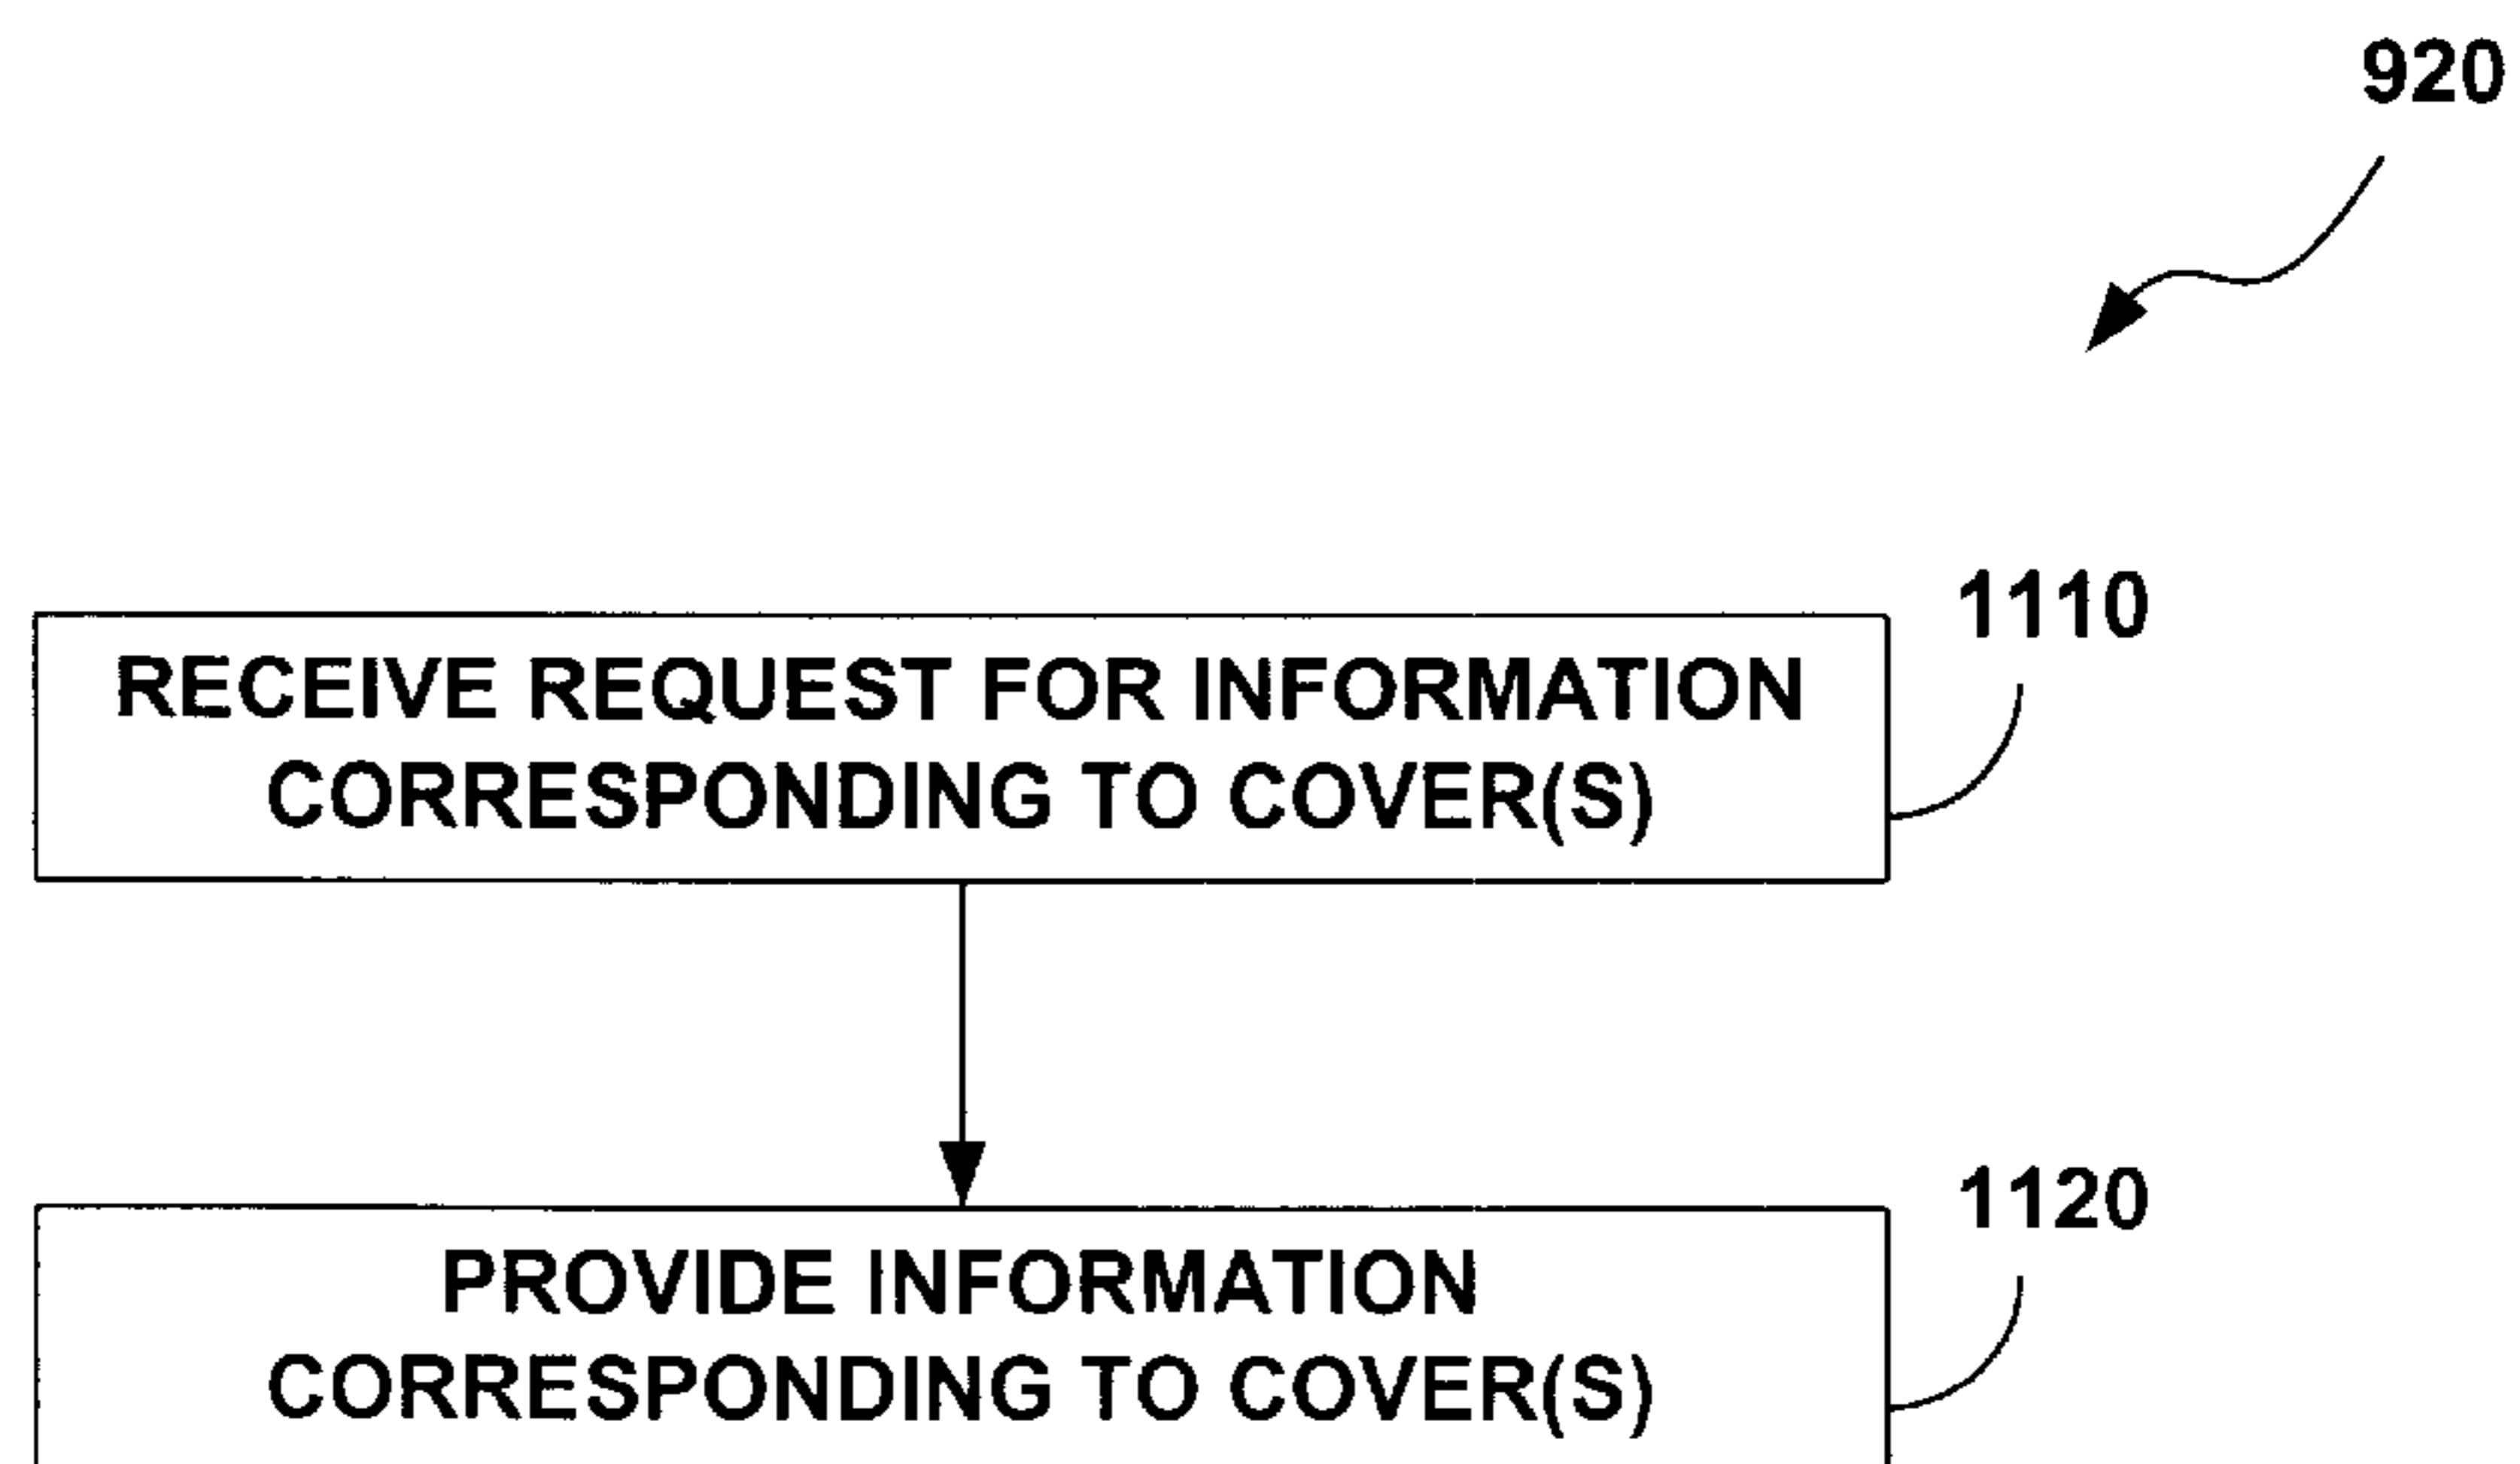 920
1110
RECEIVE REQUEST FOR INFORMATION
CORRESPONDING TO COVER(S)
1120
PROVIDE INFORMATION
CORRESPONDING TO COVER(S)